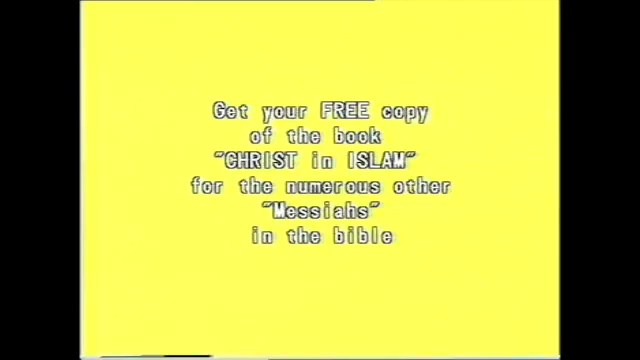 Get your FREE copy
of the book
"CHRIST in ISLAM"
for the numerous other
"Messiahs"
in the bible